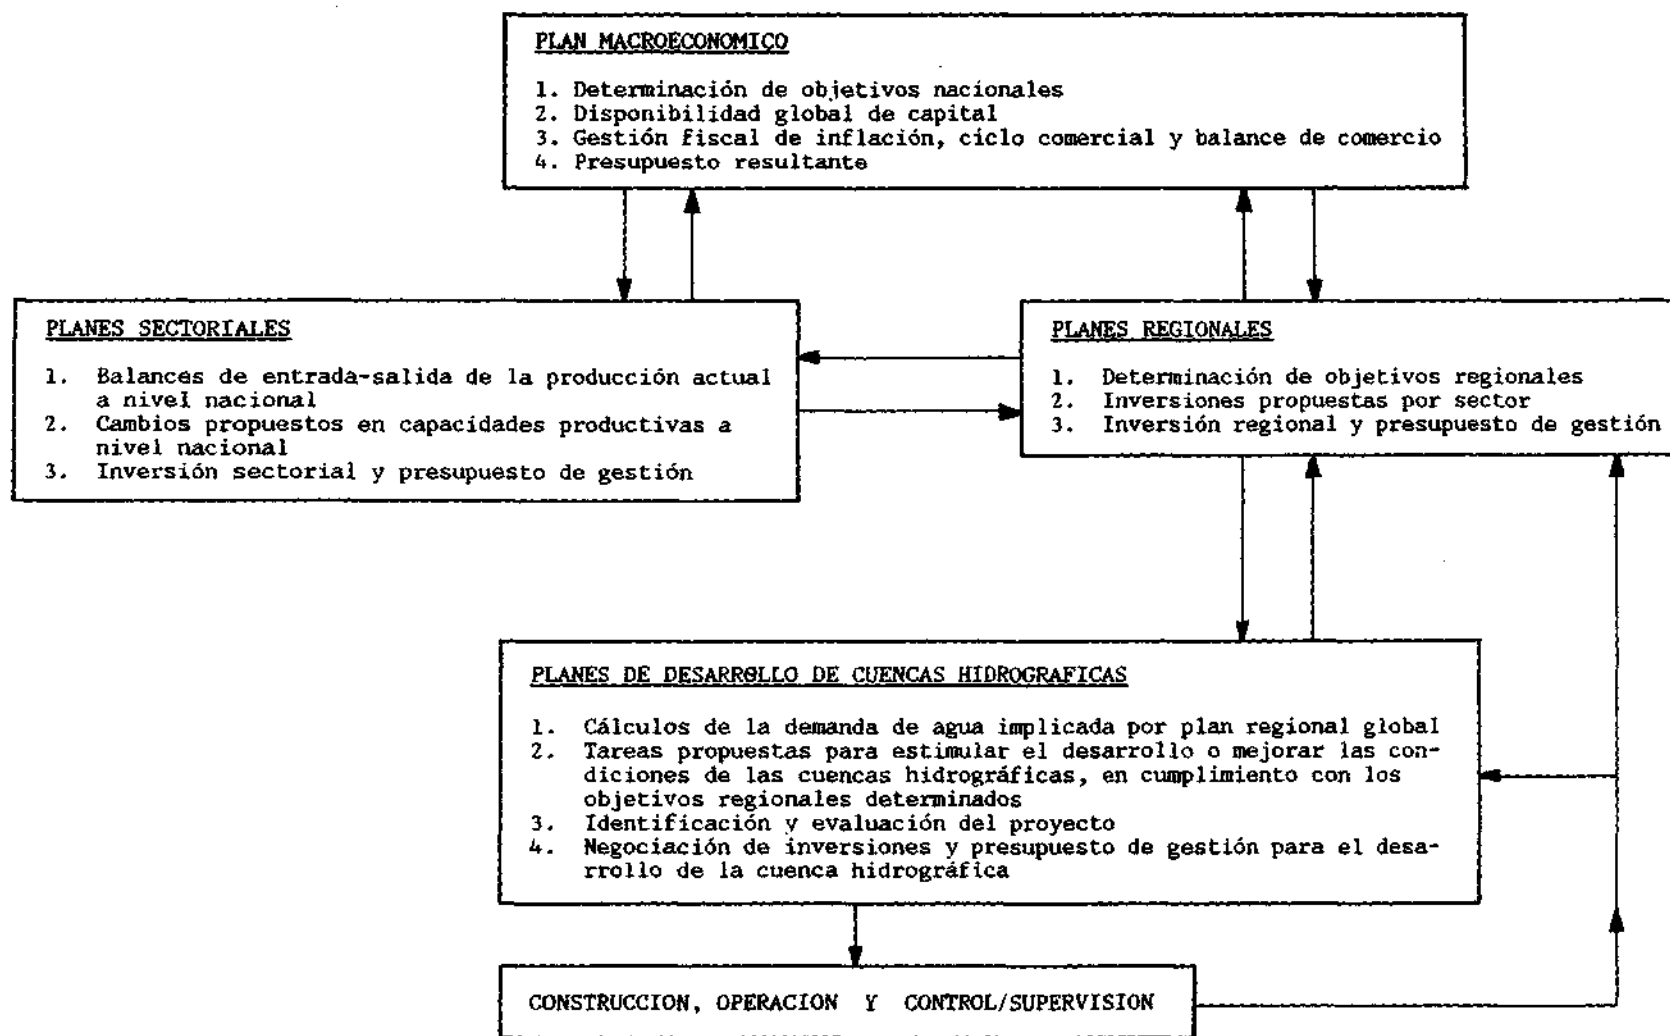 PLAN MACROECONOMICO
1. Determinación de objetivos nacionales
2. Disponibilidad global de capital
3. Gestión fiscal de inflación, ciclo comercial y balance de comercio
4. Presupuesto resultante
PLANES SECTORIALES
1. Balances de entrada-salida de la producción actual
a nivel nacional
2. Cambios propuestos en capacidades productivas a
nivel nacional
3. Inversión sectorial y presupuesto de gestión
PLANES REGIONALES
1. Determinación de objetivos regionales
2. Inversiones propuestas por sector
3. Inversión regional y presupuesto de gestión
PLANES DE DESARROLLO DE CUENCAS HIDROGRAFICAS
1. Cálculos de la demanda de agua implicada por plan regional global
2. Tareas propuestas para estimular el desarrollo o mejorar las con-
diciones de las cuencas hidrográficas, en cumplimiento con los
objetivos regionales determinados
3. Identificación y evaluación del proyecto
4. Negociación de inversiones y presupuesto de gestión para el desa-
rrollo de la cuenca hidrográfica
CONSTRUCCION, OPERACION Y CONTROL/SUPERVISION